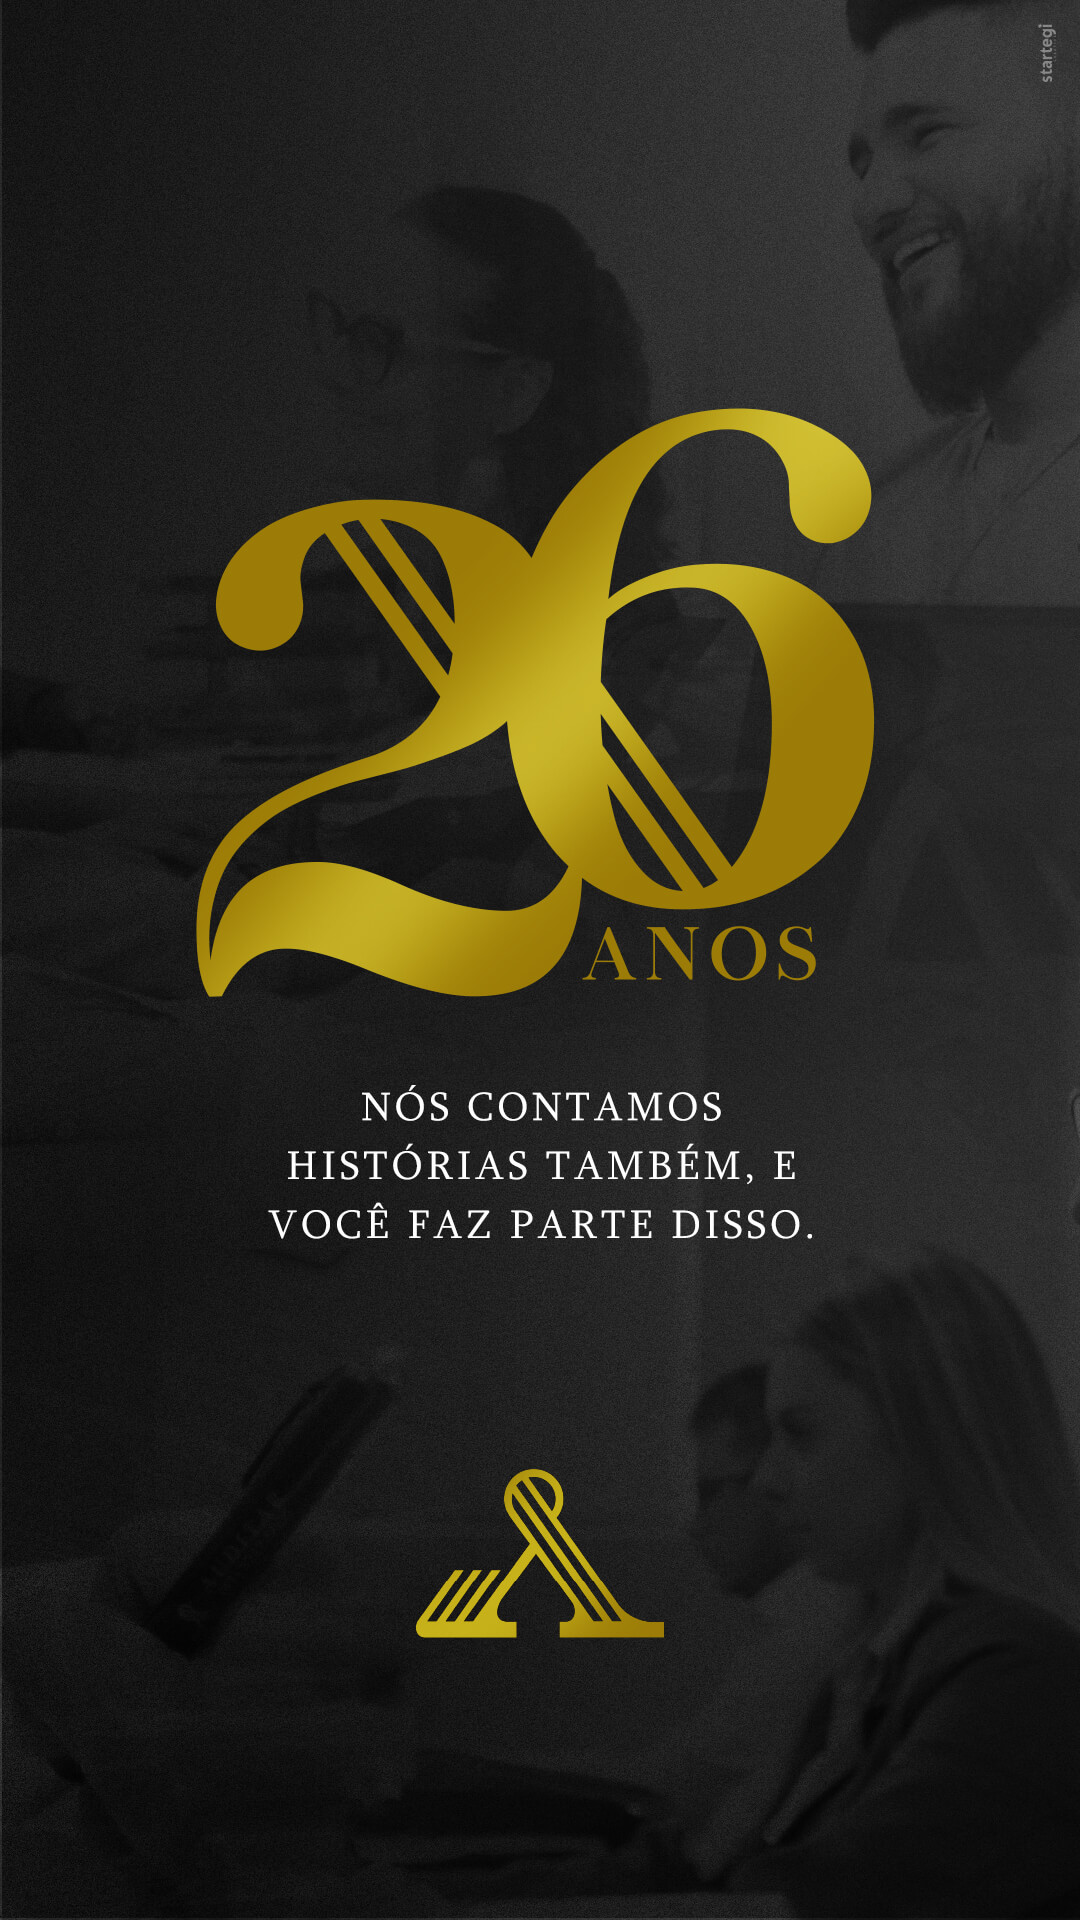 startegi
26
ANOS
NÓS CONTAMOS
HISTÓRIAS TAMBÉM, E
VOCÊ FAZ PARTE DISSO.